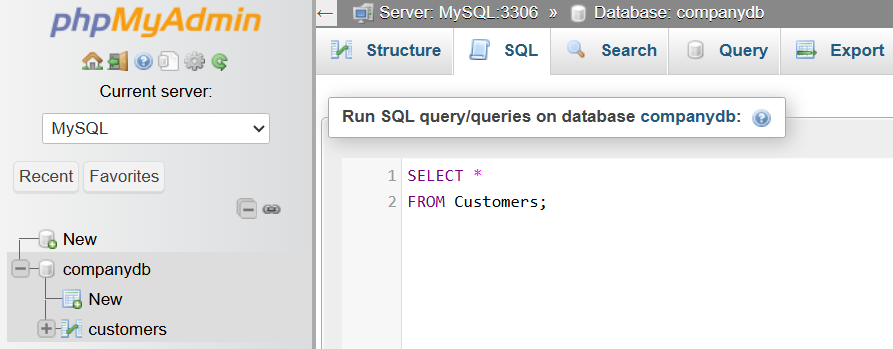 phpMyAdmin
Current server:
MySQL
Recent
Favorites
New
companydb
New
customers
← Server: MySQL:3306 » Database: companydb
Structure SQL Search Query Export
Run SQL query/queries on database companydb:
1 SELECT *
2 FROM Customers;